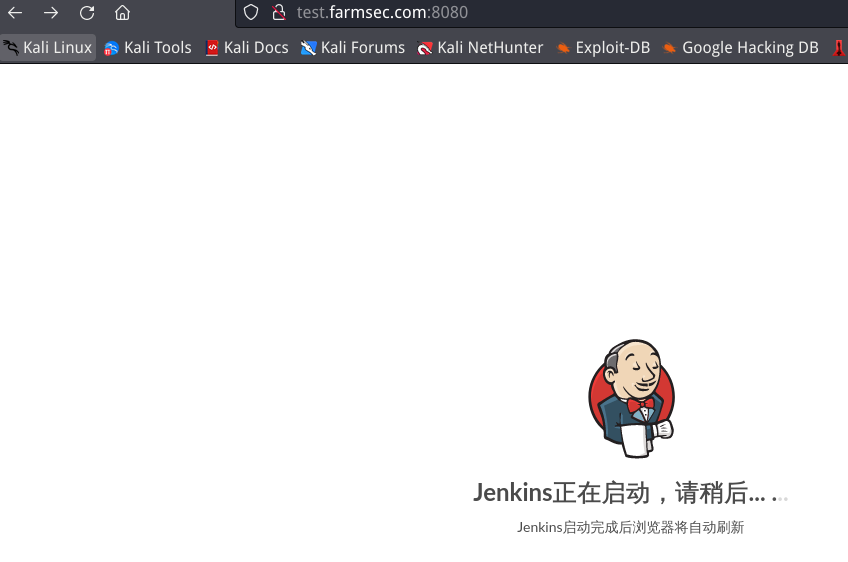 test.farmsec.com:8080
Kali Linux Kali Tools Kali Docs Kali Forums Kali NetHunter Exploit-DB Google Hacking DB
Jenkins正在启动，请稍后... ...
Jenkins启动完成后浏览器将自动刷新